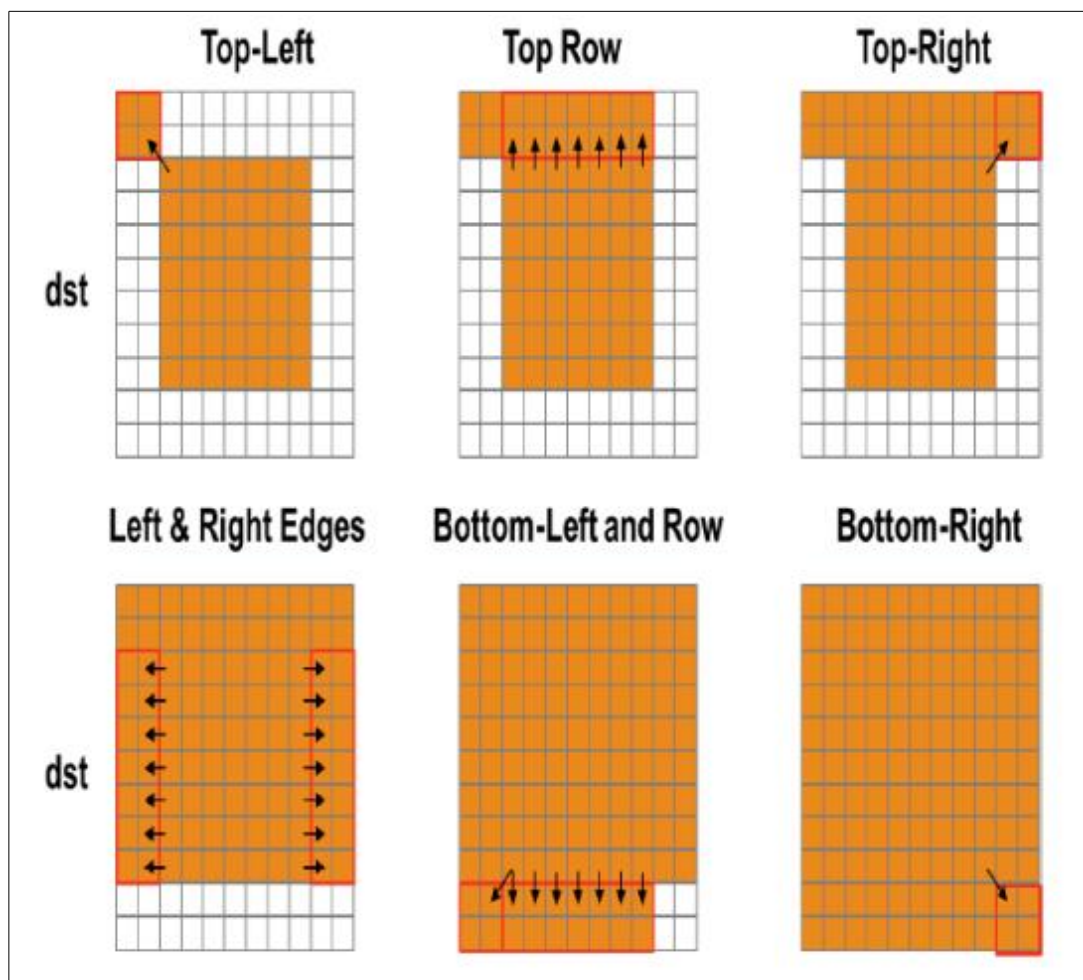 Top-Left
Top Row
Top-Right
dst
Left & Right Edges
Bottom-Left and Row
Bottom-Right
dst